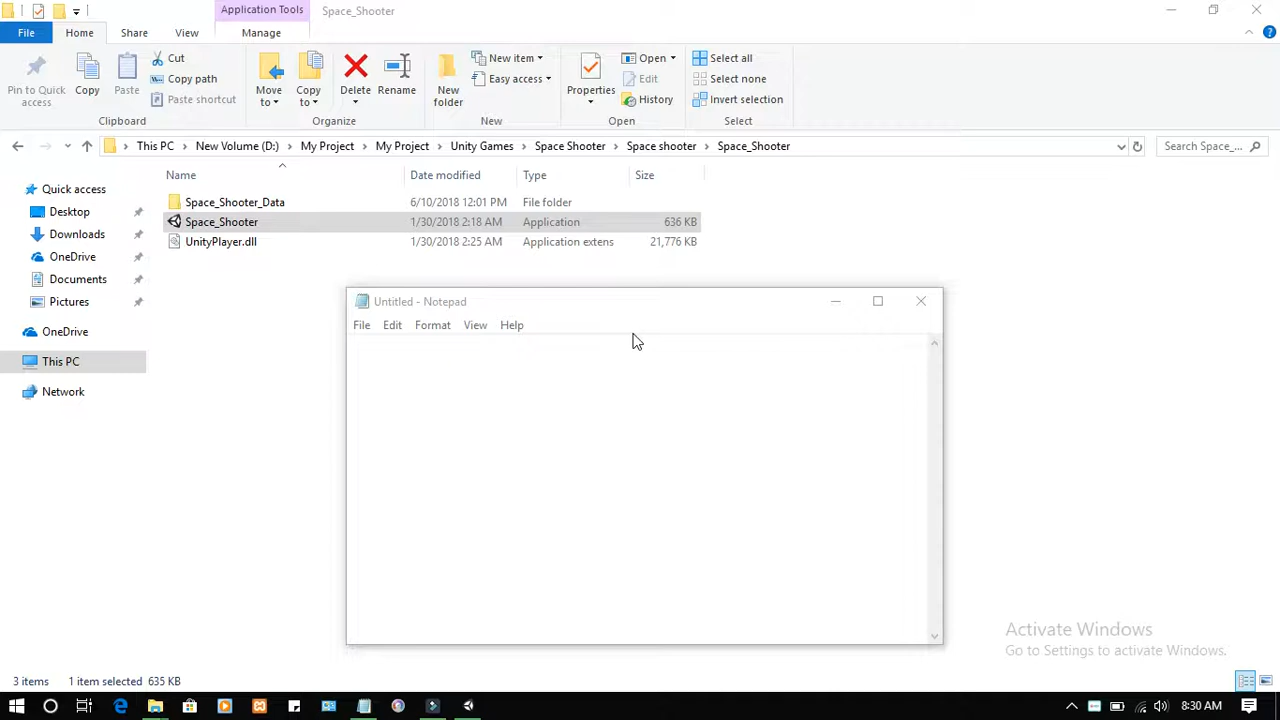 Application Tools
Space_Shooter
File Home Share View Manage
Pin to Quick access
Copy
Paste
Cut
Copy path
Paste shortcut
Clipboard
Move to
Copy to
Delete
Rename
Organize
New folder
New item
Easy access
New
Properties
Open
Edit
History
Open
Select all
Select none
Invert selection
Select
This PC New Volume (D:) My Project My Project Unity Games Space Shooter Space shooter Space_Shooter
Search Space_...
Name Date modified Type Size
Space_Shooter_Data 6/10/2018 12:01 PM File folder
Space_Shooter 1/30/2018 2:18 AM Application 636 KB
UnityPlayer.dll 1/30/2018 2:25 AM Application extens 21,776 KB
Quick access
Desktop
Downloads
OneDrive
Documents
Pictures
OneDrive
This PC
Network
Untitled - Notepad
File Edit Format View Help
Activate Windows
Go to Settings to activate Windows.
3 items 1 item selected 635 KB
8:30 AM